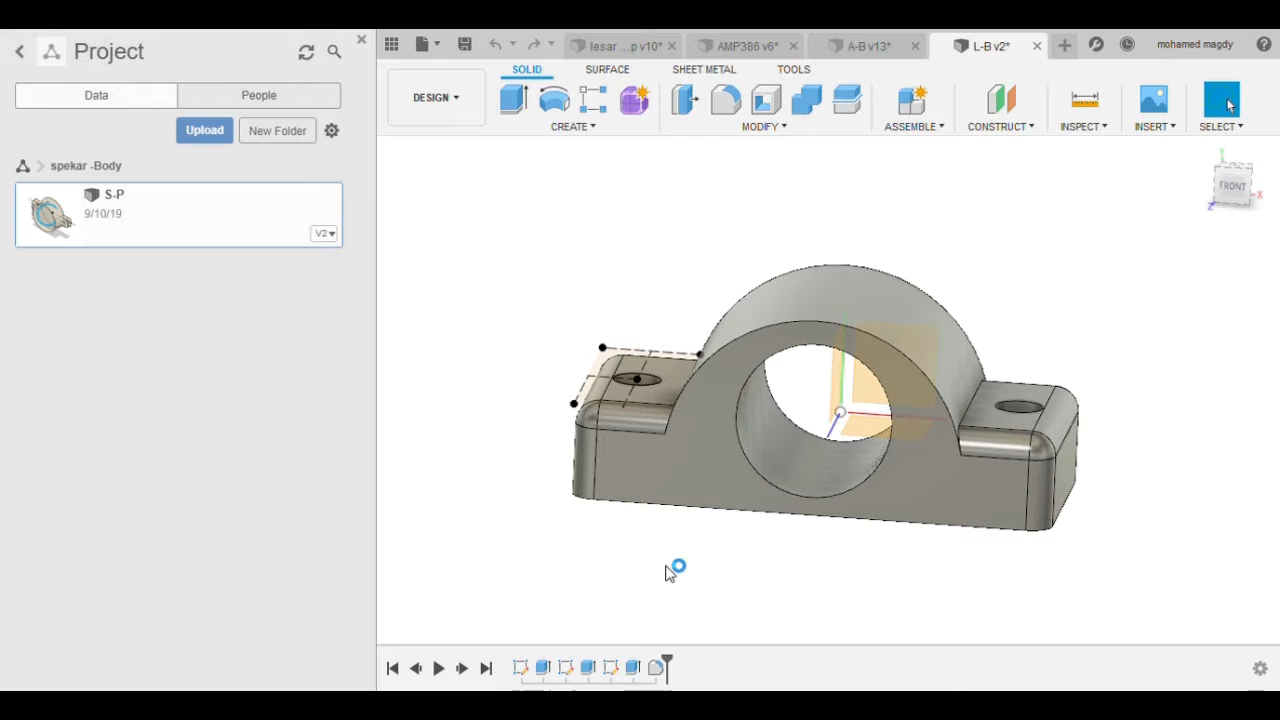 Project
Data
People
Upload
New Folder
spekar -Body
S-P
9/10/19
V2
lesar ...p v10*
AMP386 v6*
A-B v13*
L-B v2*
mohamed magdy
DESIGN
SOLID
SURFACE
SHEET METAL
TOOLS
CREATE
MODIFY
ASSEMBLE
CONSTRUCT
INSPECT
INSERT
SELECT
Y
FRONT
X
Z